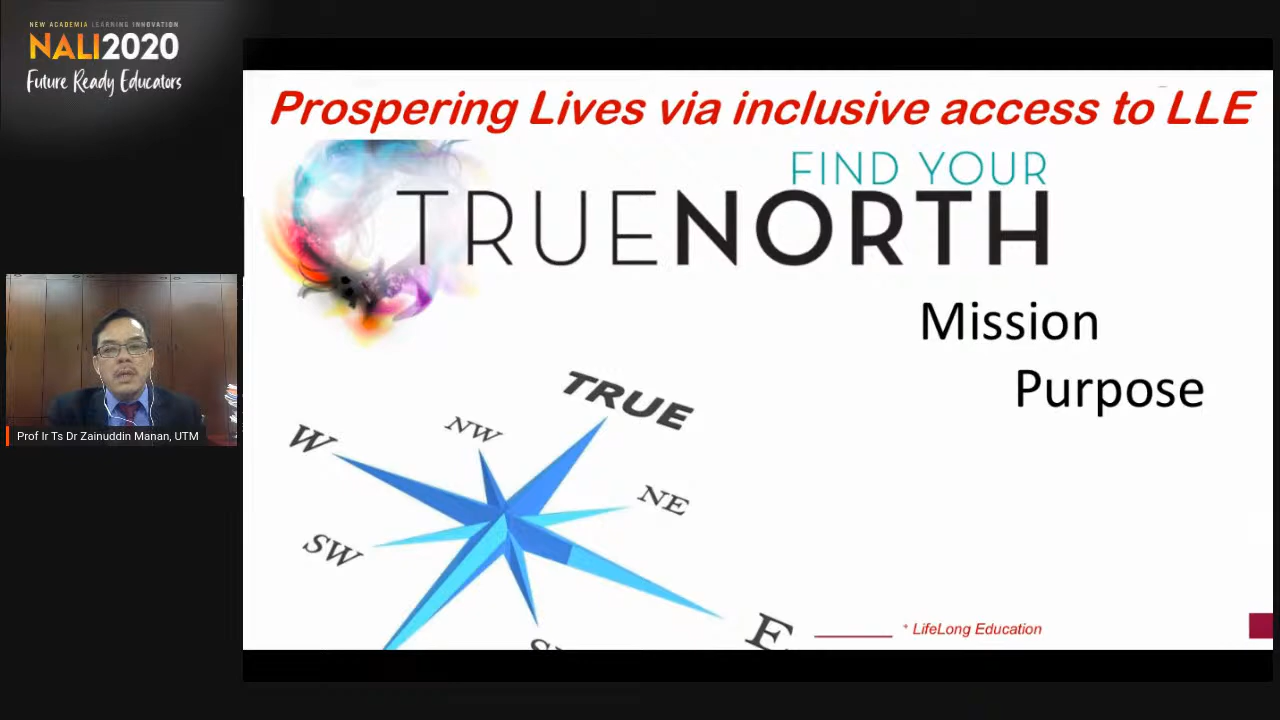 NEW ACADEMIA LEARNING INNOVATION
NALI2020
Future Ready Educators
Prospering Lives via inclusive access to LLE
FIND YOUR
TRUENORTH
Mission
Purpose
TRUE
NW
W
NE
SW
E
* LifeLong Education
Prof Ir Ts Dr Zainuddin Manan, UTM